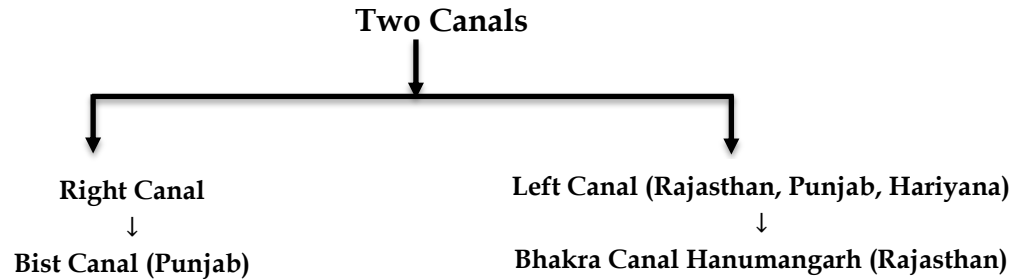 Two Canals
Right Canal
↓
Bist Canal (Punjab)
Left Canal (Rajasthan, Punjab, Hariyana)
↓
Bhakra Canal Hanumangarh (Rajasthan)